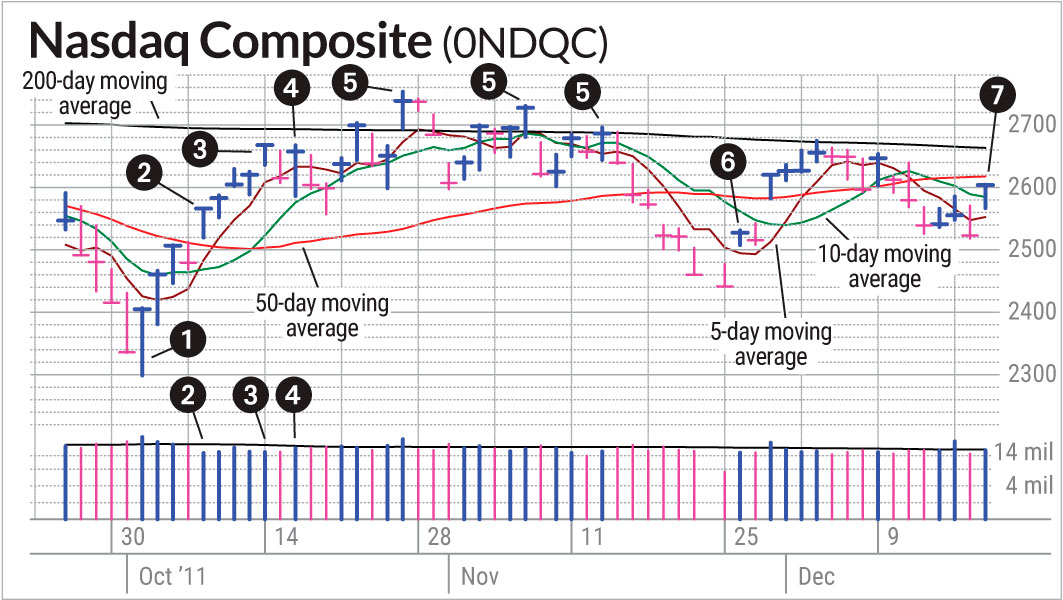 Nasdaq Composite (0NDQC)
200-day moving
average
5
5
4
5
7
2700
3
6
2
2600
2500
10-day moving
average
50-day moving
average
2400
5-day moving
average
1
2300
2
3
4
14 mil
4 mil
30
14
28
11
25
9
Oct '11
Nov
Dec